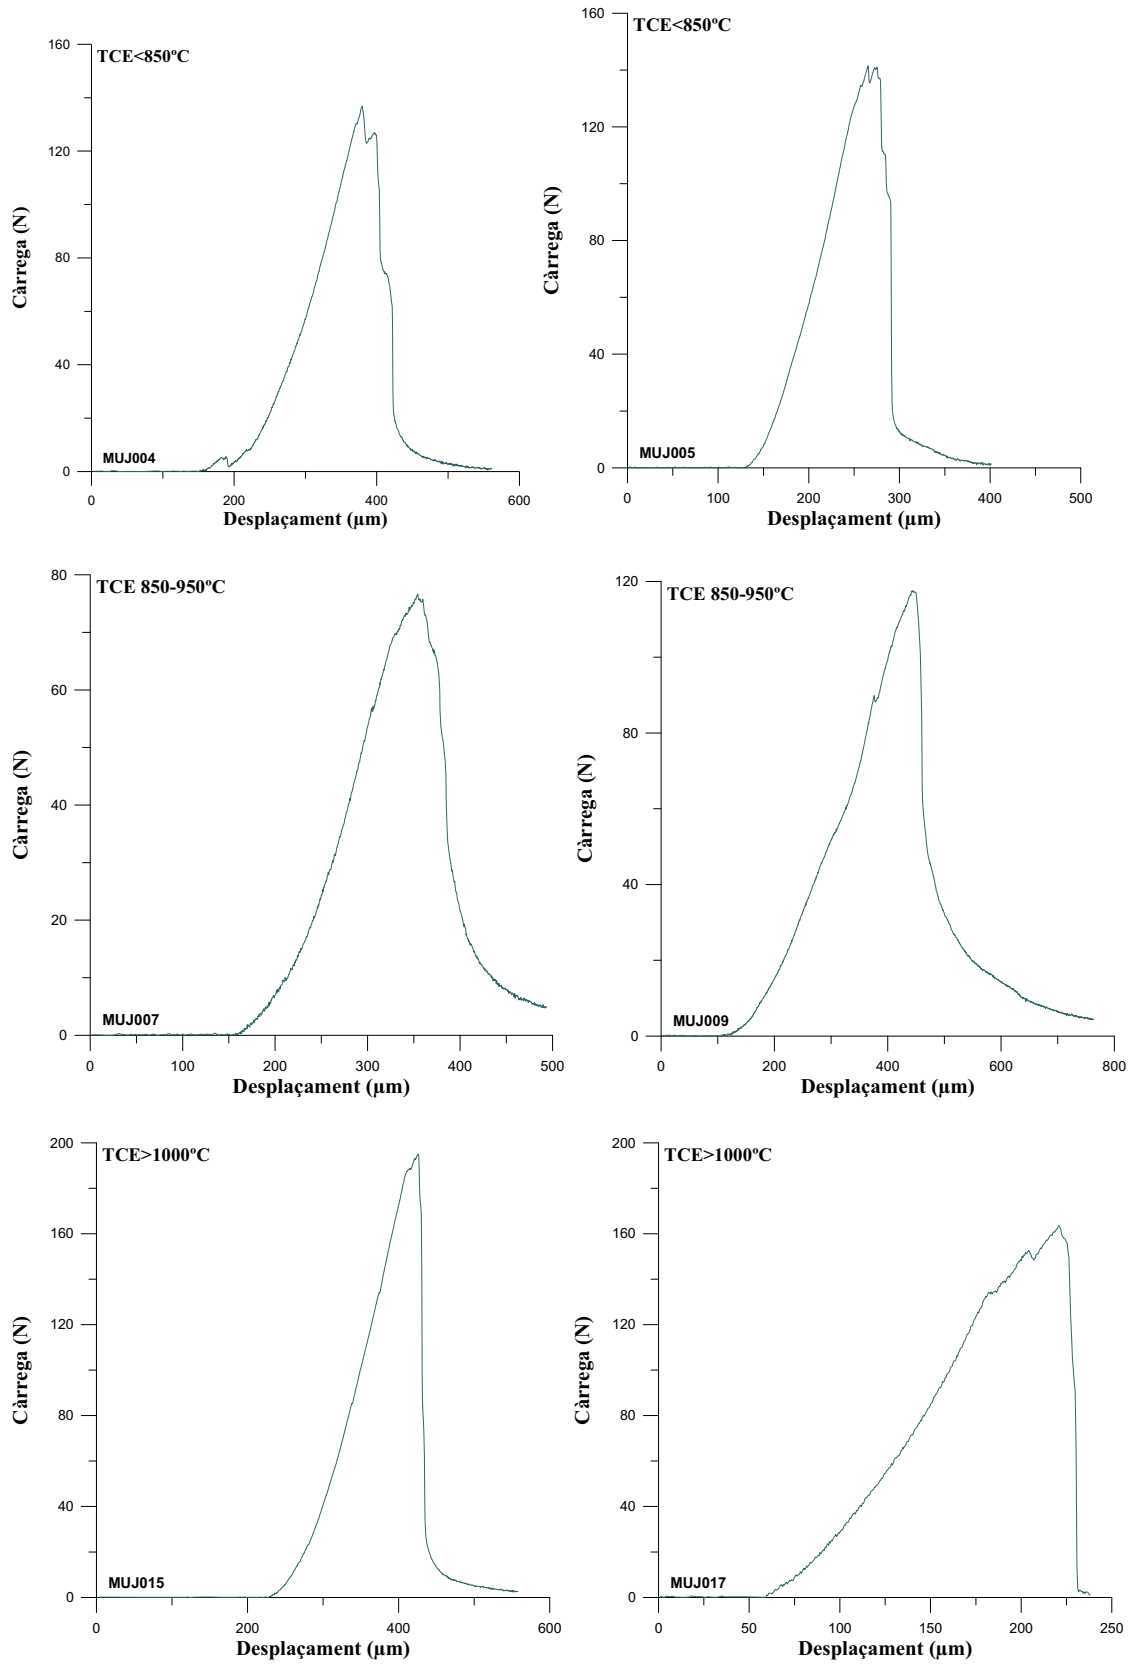 TCE<850ºC
160
120
80
40
0
Càrrega (N)
MUJ004
0 200 400 600
Desplaçament (µm)
TCE<850ºC
160
120
80
40
0
Càrrega (N)
MUJ005
0 100 200 300 400 500
Desplaçament (µm)
TCE 850-950ºC
80
60
40
20
0
Càrrega (N)
MUJ007
0 100 200 300 400 500
Desplaçament (µm)
TCE 850-950ºC
120
80
40
0
Càrrega (N)
MUJ009
0 200 400 600 800
Desplaçament (µm)
TCE>1000ºC
200
160
120
80
40
0
Càrrega (N)
MUJ015
0 200 400 600
Desplaçament (µm)
TCE>1000ºC
200
160
120
80
40
0
Càrrega (N)
MUJ017
0 50 100 150 200 250
Desplaçament (µm)